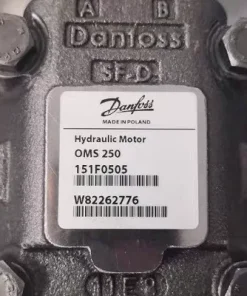 A B
Danfoss
SF-D
Danfoss
MADE IN POLAND
Hydraulic Motor
OMS 250
151F0505
W82262776